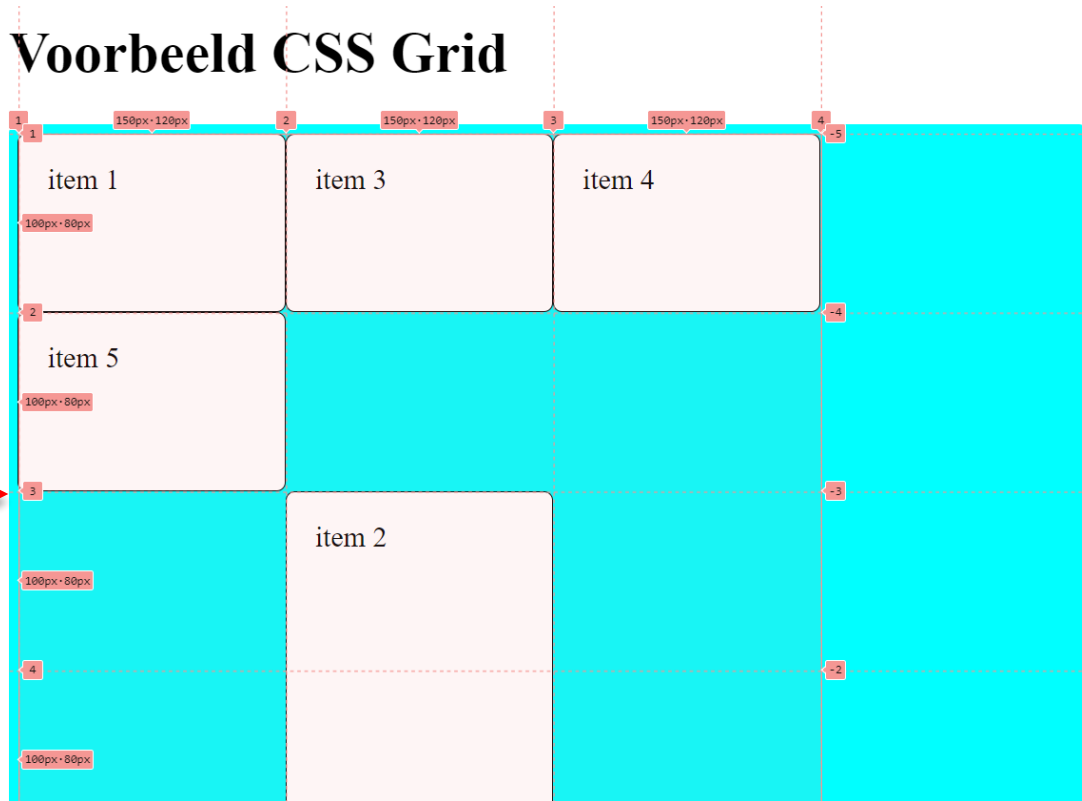 Voorbeeld CSS Grid
1 150px·120px 2 150px·120px 3 150px·120px 4
1 -5
item 1 item 3 item 4
100px·80px
2 -4
item 5
100px·80px
3 -3
item 2
100px·80px
4 -2
100px·80px